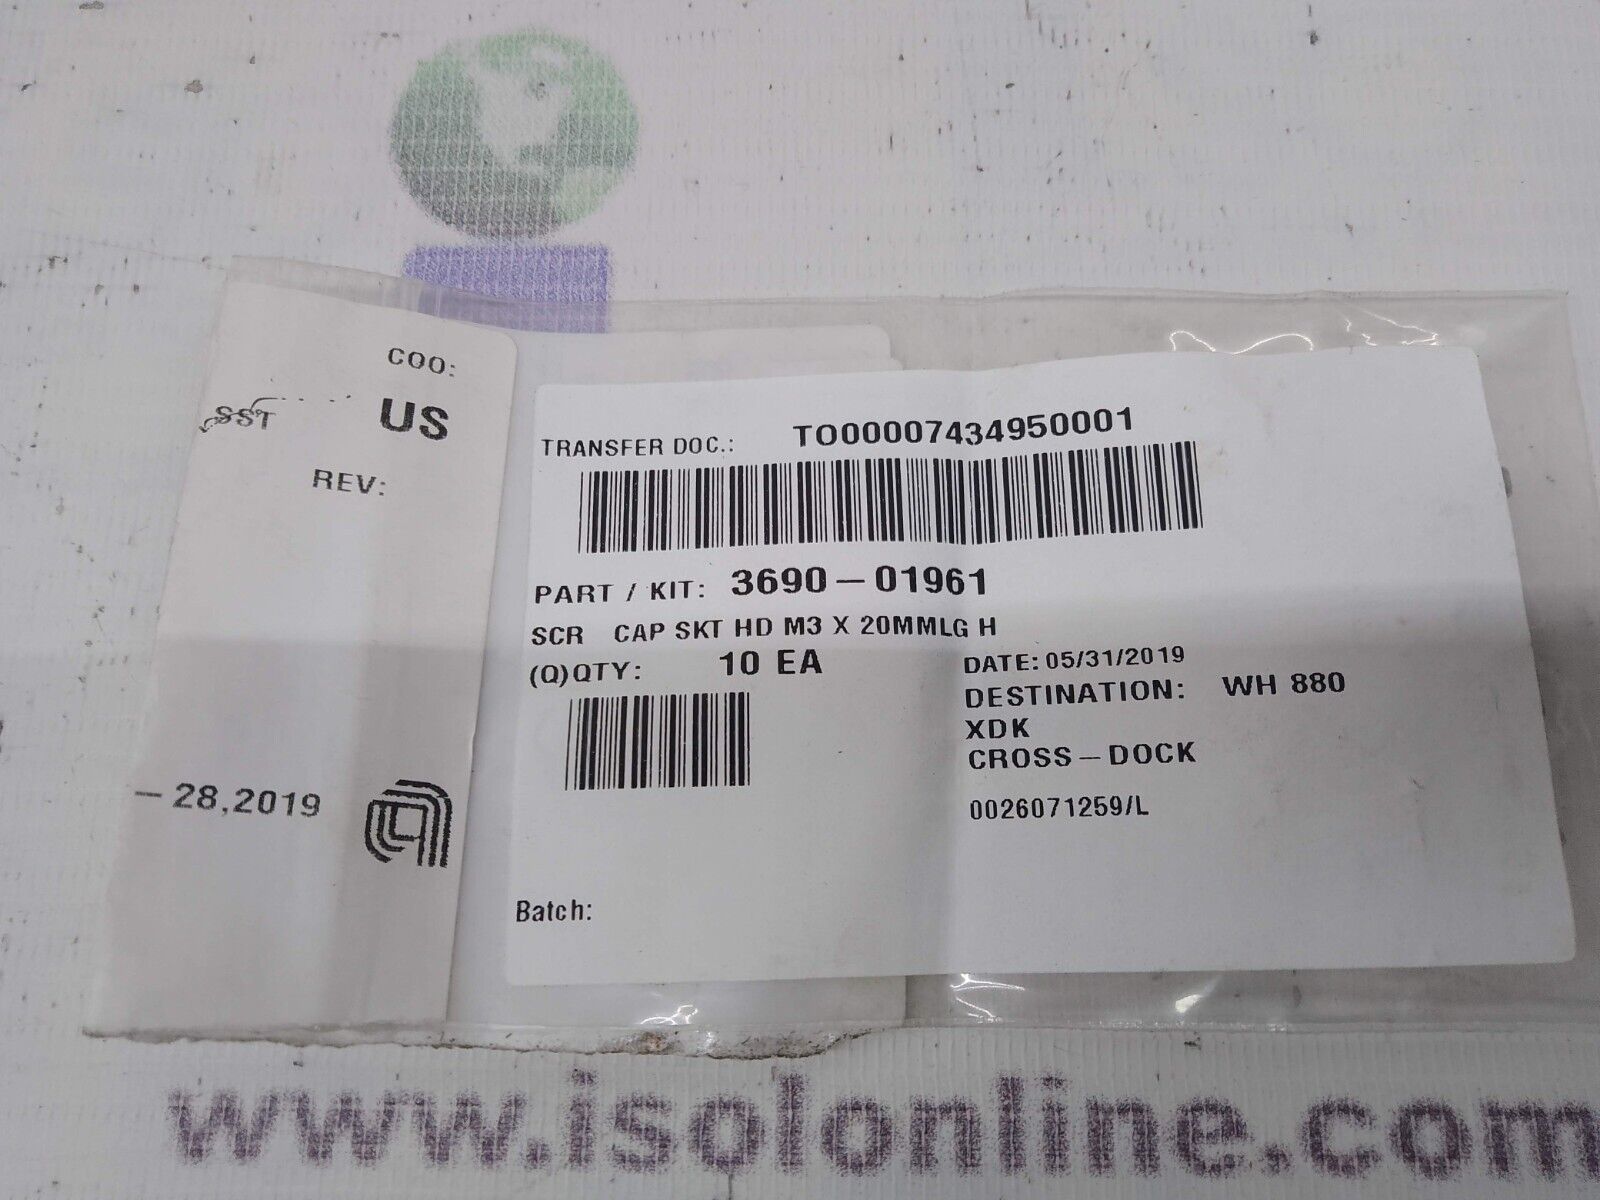 COO:
SST US
REV:
-28,2019
TRANSFER DOC.: TO00007434950001
PART / KIT: 3690-01961
SCR CAP SKT HD M3 X 20MMLG H
(Q)QTY: 10 EA
DATE: 05/31/2019
DESTINATION: WH 880
XDK
CROSS-DOCK
0026071259/L
Batch:
www.isolonline.com